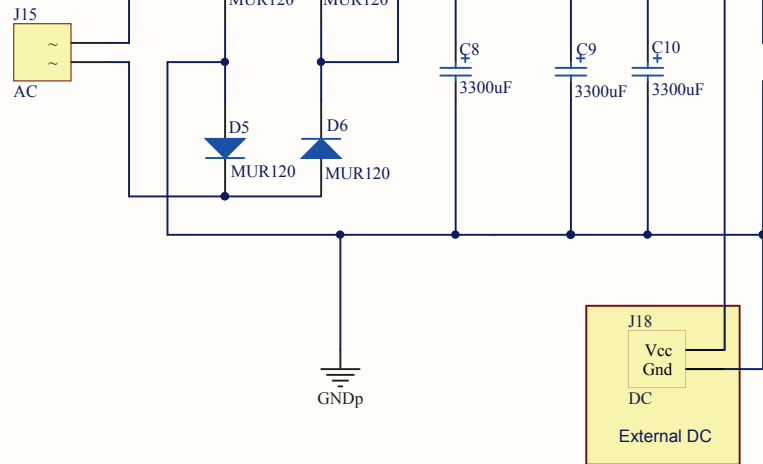 J15
MUR120
MUR120
~
~
AC
C8
+
3300uF
C9
+
3300uF
C10
+
3300uF
D5
MUR120
D6
MUR120
GNDp
J18
Vcc
Gnd
DC
External DC